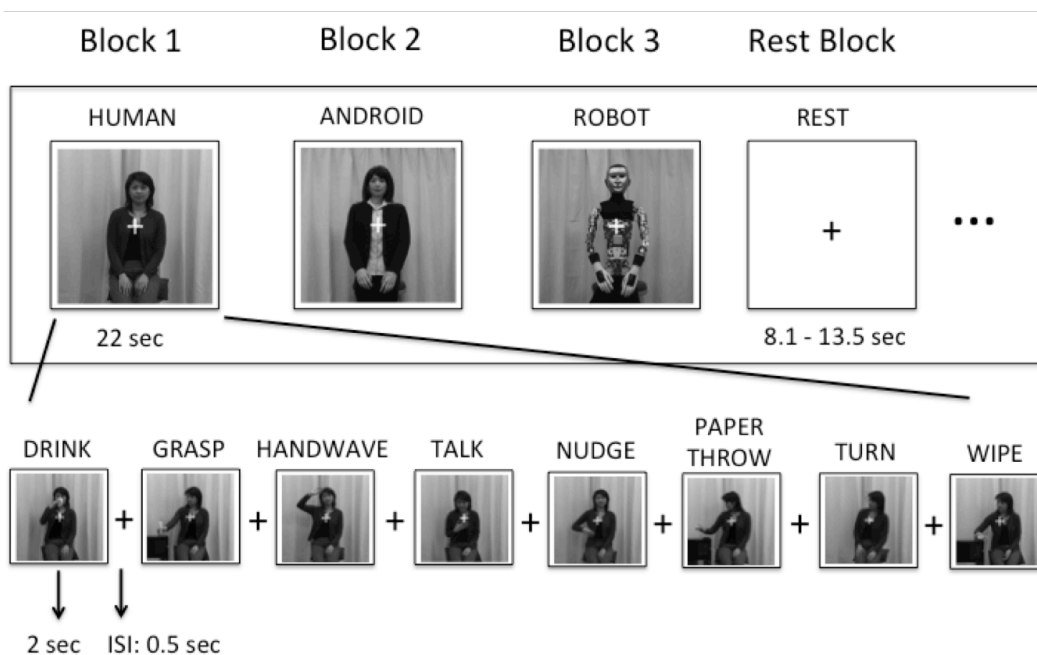 Block 1 Block 2 Block 3 Rest Block
HUMAN ANDROID ROBOT REST
+
...
22 sec 8.1 - 13.5 sec
DRINK GRASP HANDWAVE TALK NUDGE PAPER THROW TURN WIPE
+ + + + + + +
2 sec ISI: 0.5 sec